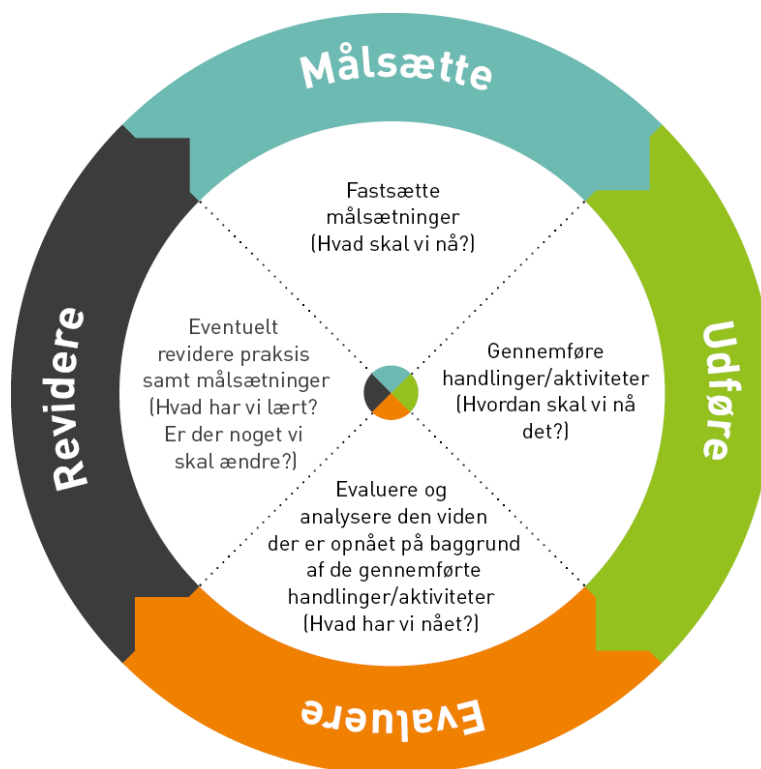 Målsætte
Fastsætte
målsætninger
(Hvad skal vi nå?)
Udføre
Gennemføre
handlinger/aktiviteter
(Hvordan skal vi nå
det?)
Evaluere
Evaluere og
analysere den viden
der er opnået på baggrund
af de gennemførte
handlinger/aktiviteter
(Hvad har vi nået?)
Revidere
Eventuelt
revidere praksis
samt målsætninger
(Hvad har vi lært?
Er der noget vi
skal ændre?)